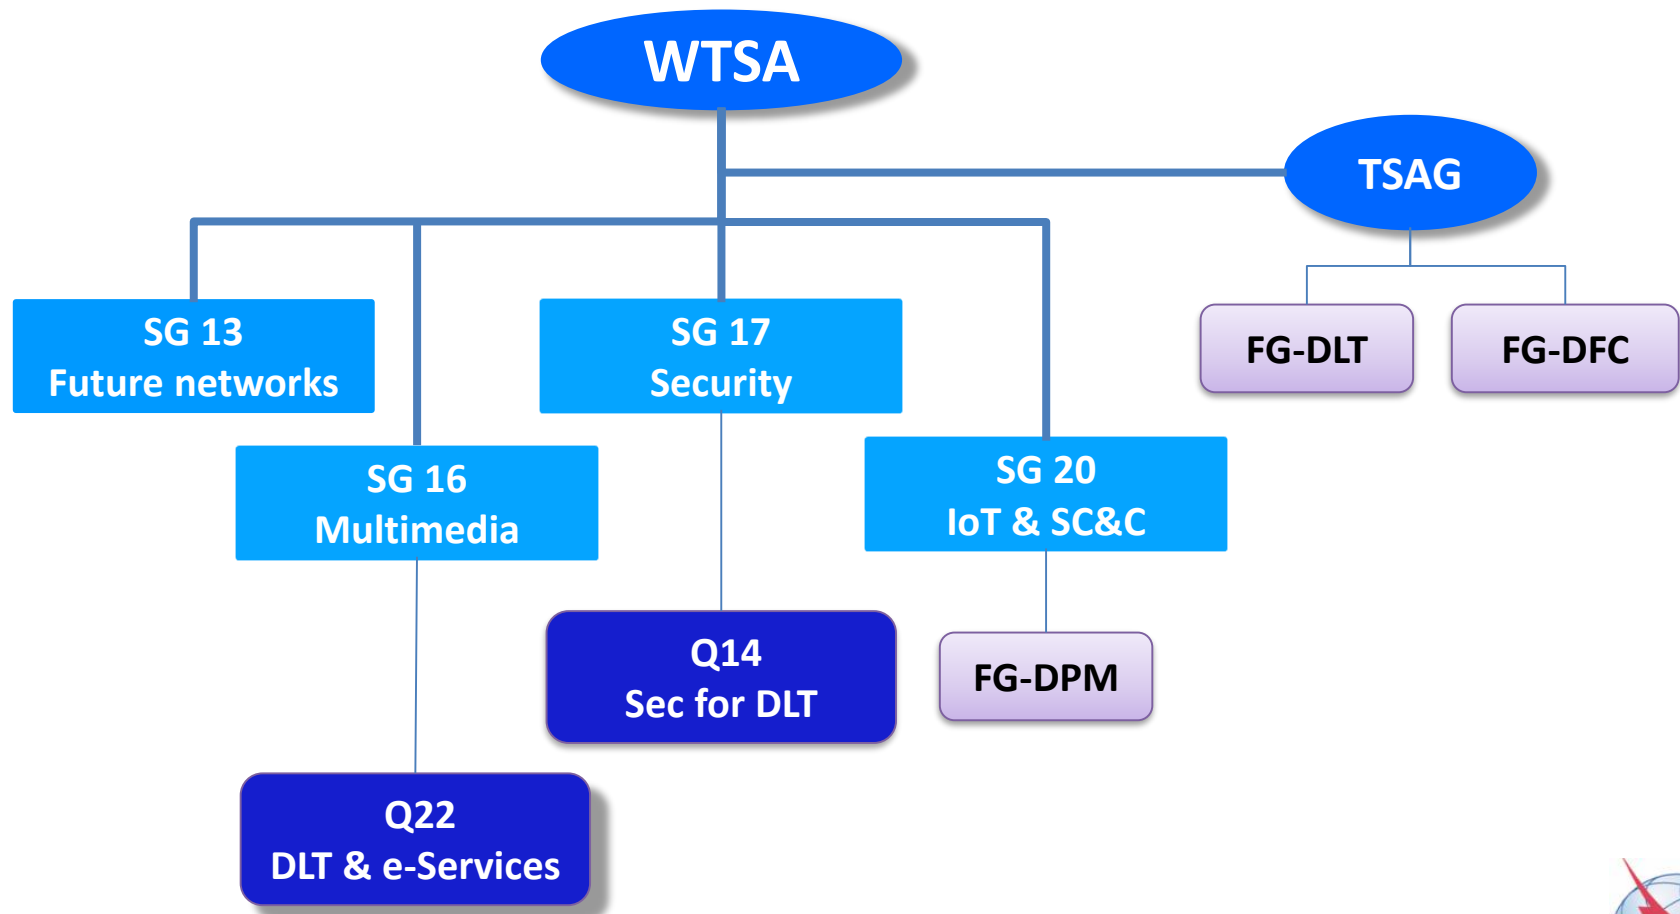 WTSA
TSAG
SG 13
Future networks
SG 17
Security
FG-DLT
FG-DFC
SG 16
Multimedia
SG 20
IoT & SC&C
Q14
Sec for DLT
FG-DPM
Q22
DLT & e-Services